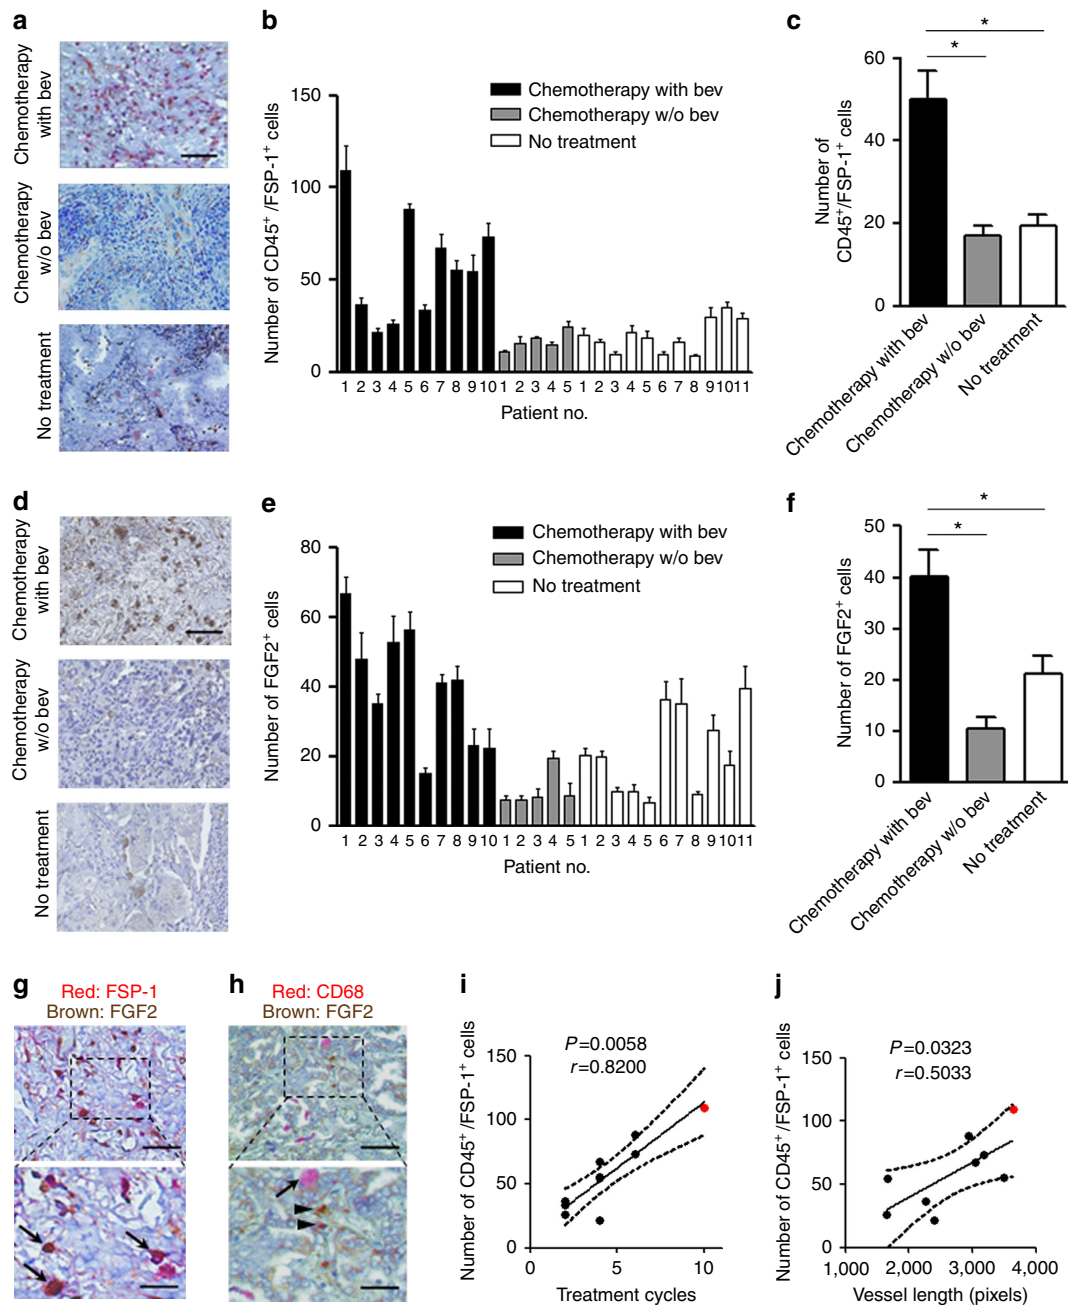 a
Chemotherapy
with bev
Chemotherapy
w/o bev
No treatment
b
Number of CD45+/FSP-1+ cells
150
100
50
0
Chemotherapy with bev
Chemotherapy w/o bev
No treatment
1 2 3 4 5 6 7 8 9 10 1 2 3 4 5 1 2 3 4 5 6 7 8 9 10 11
Patient no.
c
Number of
CD45+/FSP-1+ cells
60
40
20
0
*
*
Chemotherapy with bev
Chemotherapy w/o bev
No treatment
d
Chemotherapy
with bev
Chemotherapy
w/o bev
No treatment
e
Number of FGF2+ cells
80
60
40
20
0
Chemotherapy with bev
Chemotherapy w/o bev
No treatment
1 2 3 4 5 6 7 8 9 10 1 2 3 4 5 1 2 3 4 5 6 7 8 9 10 11
Patient no.
f
Number of FGF2+ cells
50
40
30
20
10
0
*
*
Chemotherapy with bev
Chemotherapy w/o bev
No treatment
g
Red: FSP-1
Brown: FGF2
h
Red: CD68
Brown: FGF2
i
Number of CD45+/FSP-1+ cells
150
100
50
0
P=0.0058
r=0.8200
0 5 10
Treatment cycles
j
Number of CD45+/FSP-1+ cells
150
100
50
0
P=0.0323
r=0.5033
1,000 2,000 3,000 4,000
Vessel length (pixels)